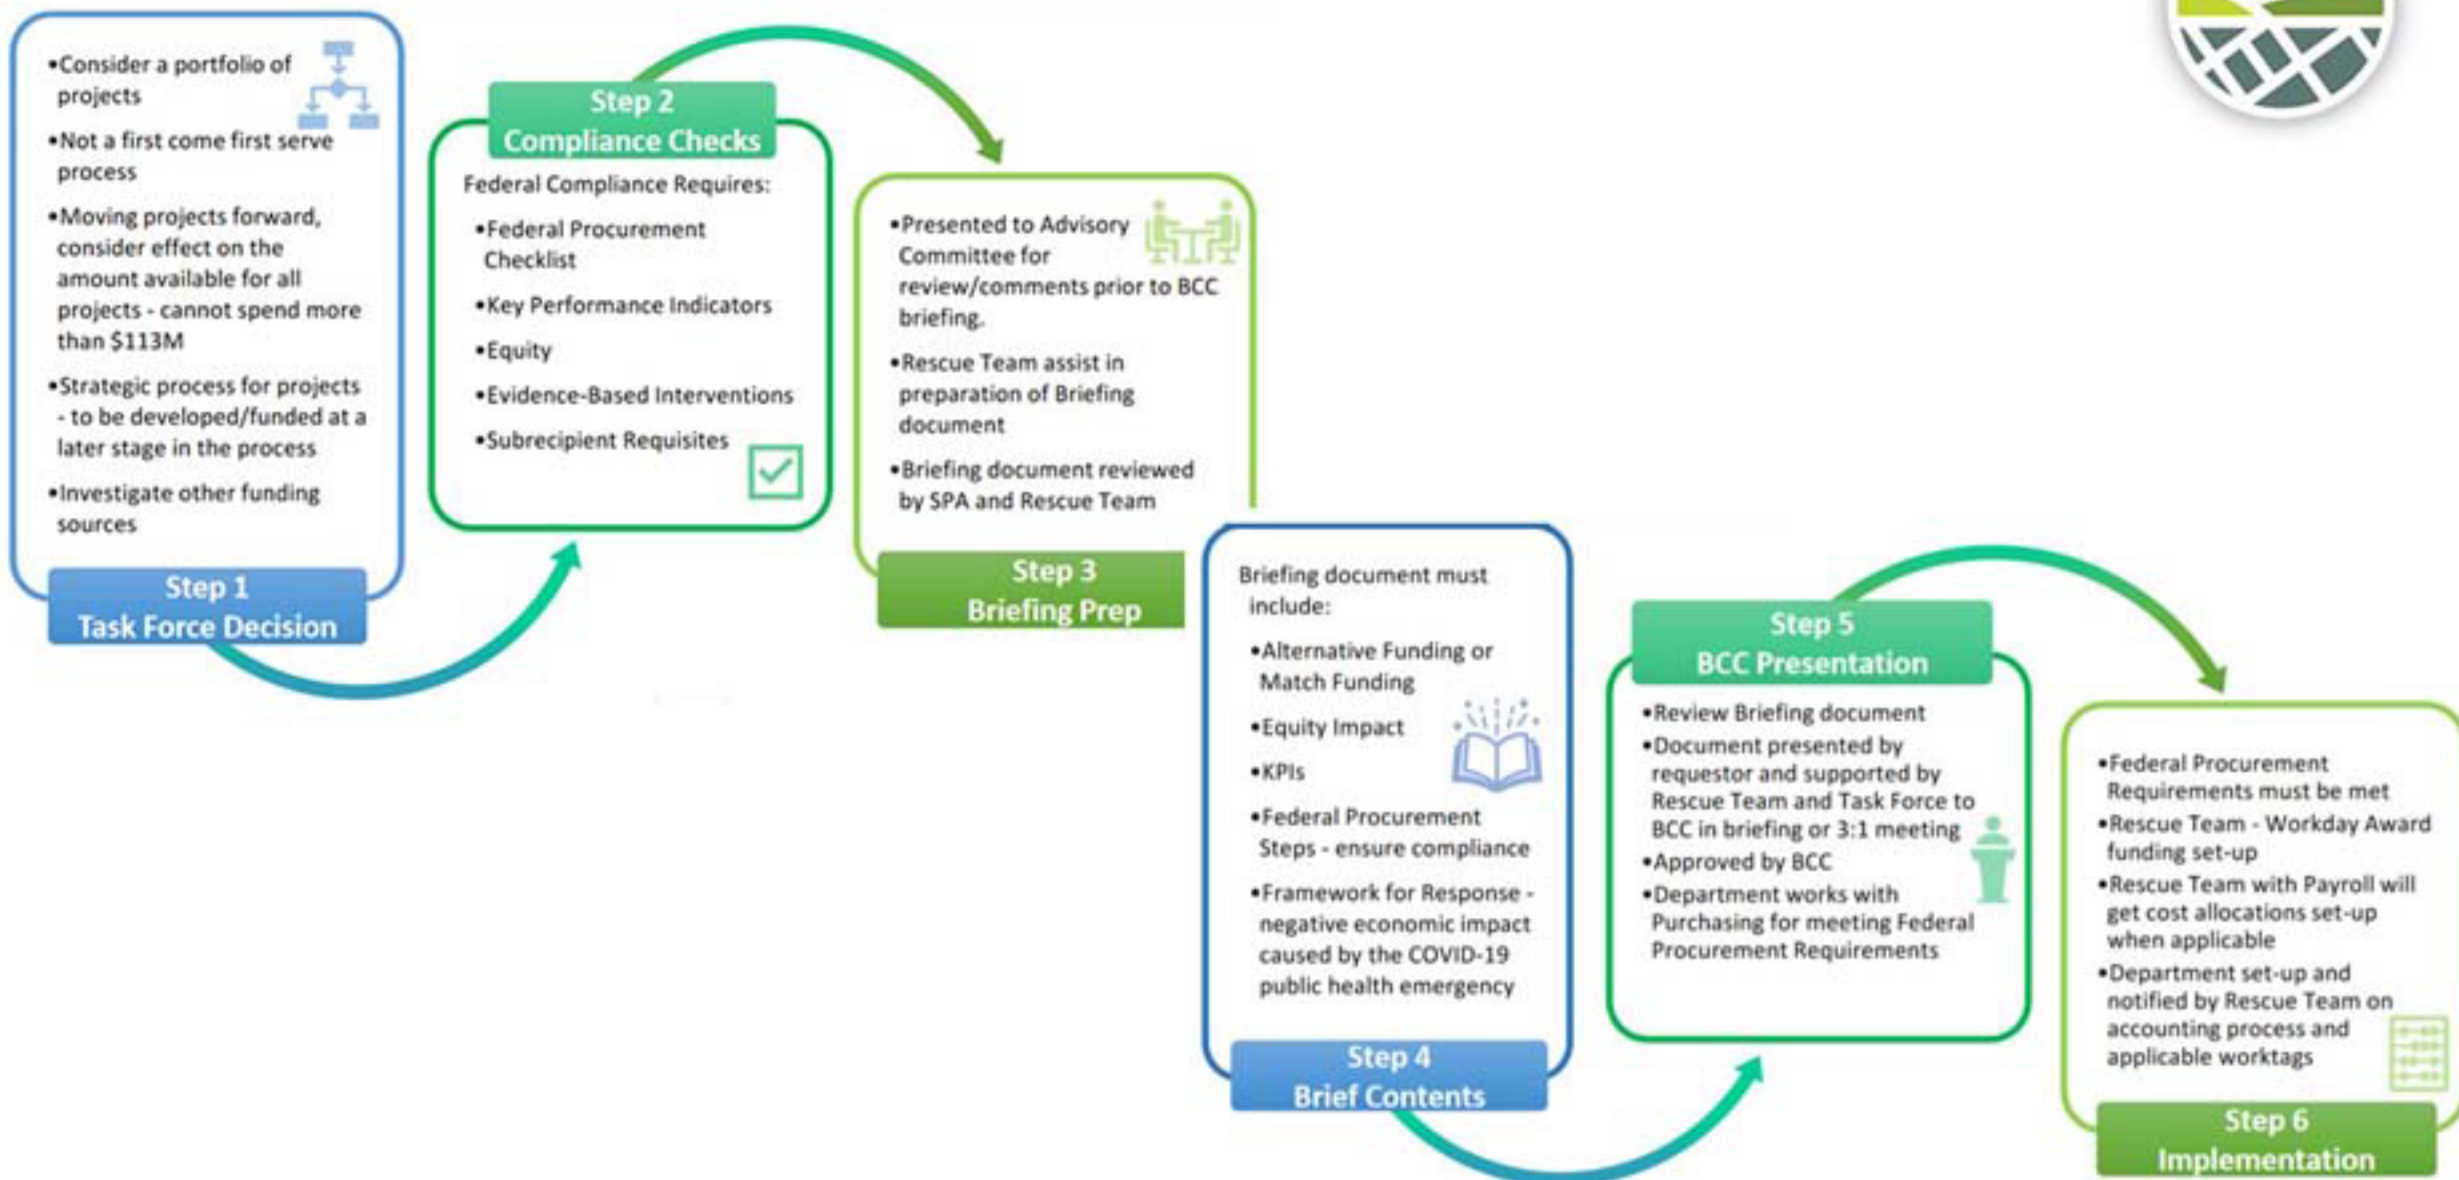 •Consider a portfolio of
projects
•Not a first come first serve
process
•Moving projects forward,
consider effect on the
amount available for all
projects - cannot spend more
than $113M
•Strategic process for projects
- to be developed/funded at a
later stage in the process
•Investigate other funding
sources
Step 1
Task Force Decision
Step 2
Compliance Checks
Federal Compliance Requires:
•Federal Procurement
Checklist
•Key Performance Indicators
•Equity
•Evidence-Based Interventions
•Subrecipient Requisites
•Presented to Advisory
Committee for
review/comments prior to BCC
briefing.
•Rescue Team assist in
preparation of Briefing
document
•Briefing document reviewed
by SPA and Rescue Team
Step 3
Briefing Prep
Briefing document must
include:
•Alternative Funding or
Match Funding
•Equity Impact
•KPIs
•Federal Procurement
Steps - ensure compliance
•Framework for Response -
negative economic impact
caused by the COVID-19
public health emergency
Step 4
Brief Contents
Step 5
BCC Presentation
•Review Briefing document
•Document presented by
requestor and supported by
Rescue Team and Task Force to
BCC in briefing or 3:1 meeting
•Approved by BCC
•Department works with
Purchasing for meeting Federal
Procurement Requirements
•Federal Procurement
Requirements must be met
•Rescue Team - Workday Award
funding set-up
•Rescue Team with Payroll will
get cost allocations set-up
when applicable
•Department set-up and
notified by Rescue Team on
accounting process and
applicable worktags
Step 6
Implementation